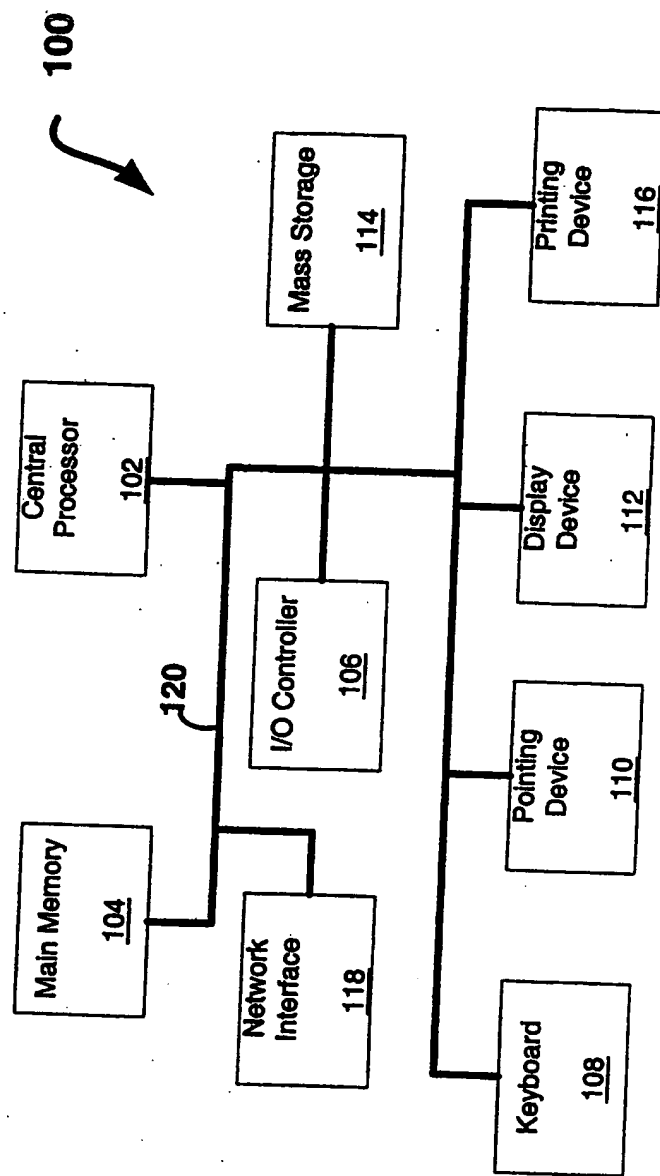 100
Main Memory
104
Central
Processor
102
120
Network
Interface
118
I/O Controller
106
Mass Storage
114
Keyboard
108
Pointing
Device
110
Display
Device
112
Printing
Device
116